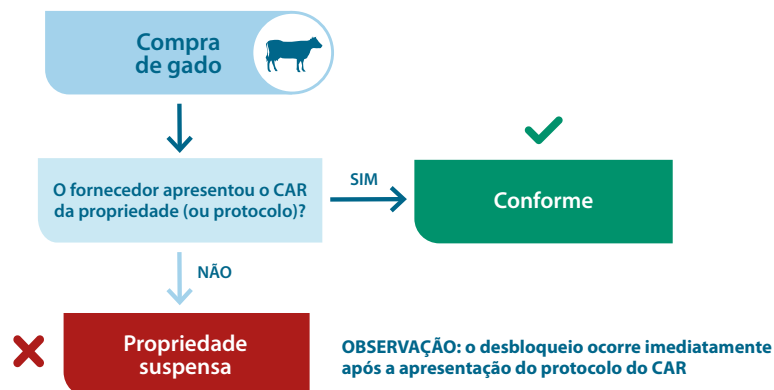 Compra
de gado
O fornecedor apresentou o CAR
da propriedade (ou protocolo)?
SIM
Conforme
NÃO
Propriedade
suspensa
OBSERVAÇÃO: o desbloqueio ocorre imediatamente
após a apresentação do protocolo do CAR